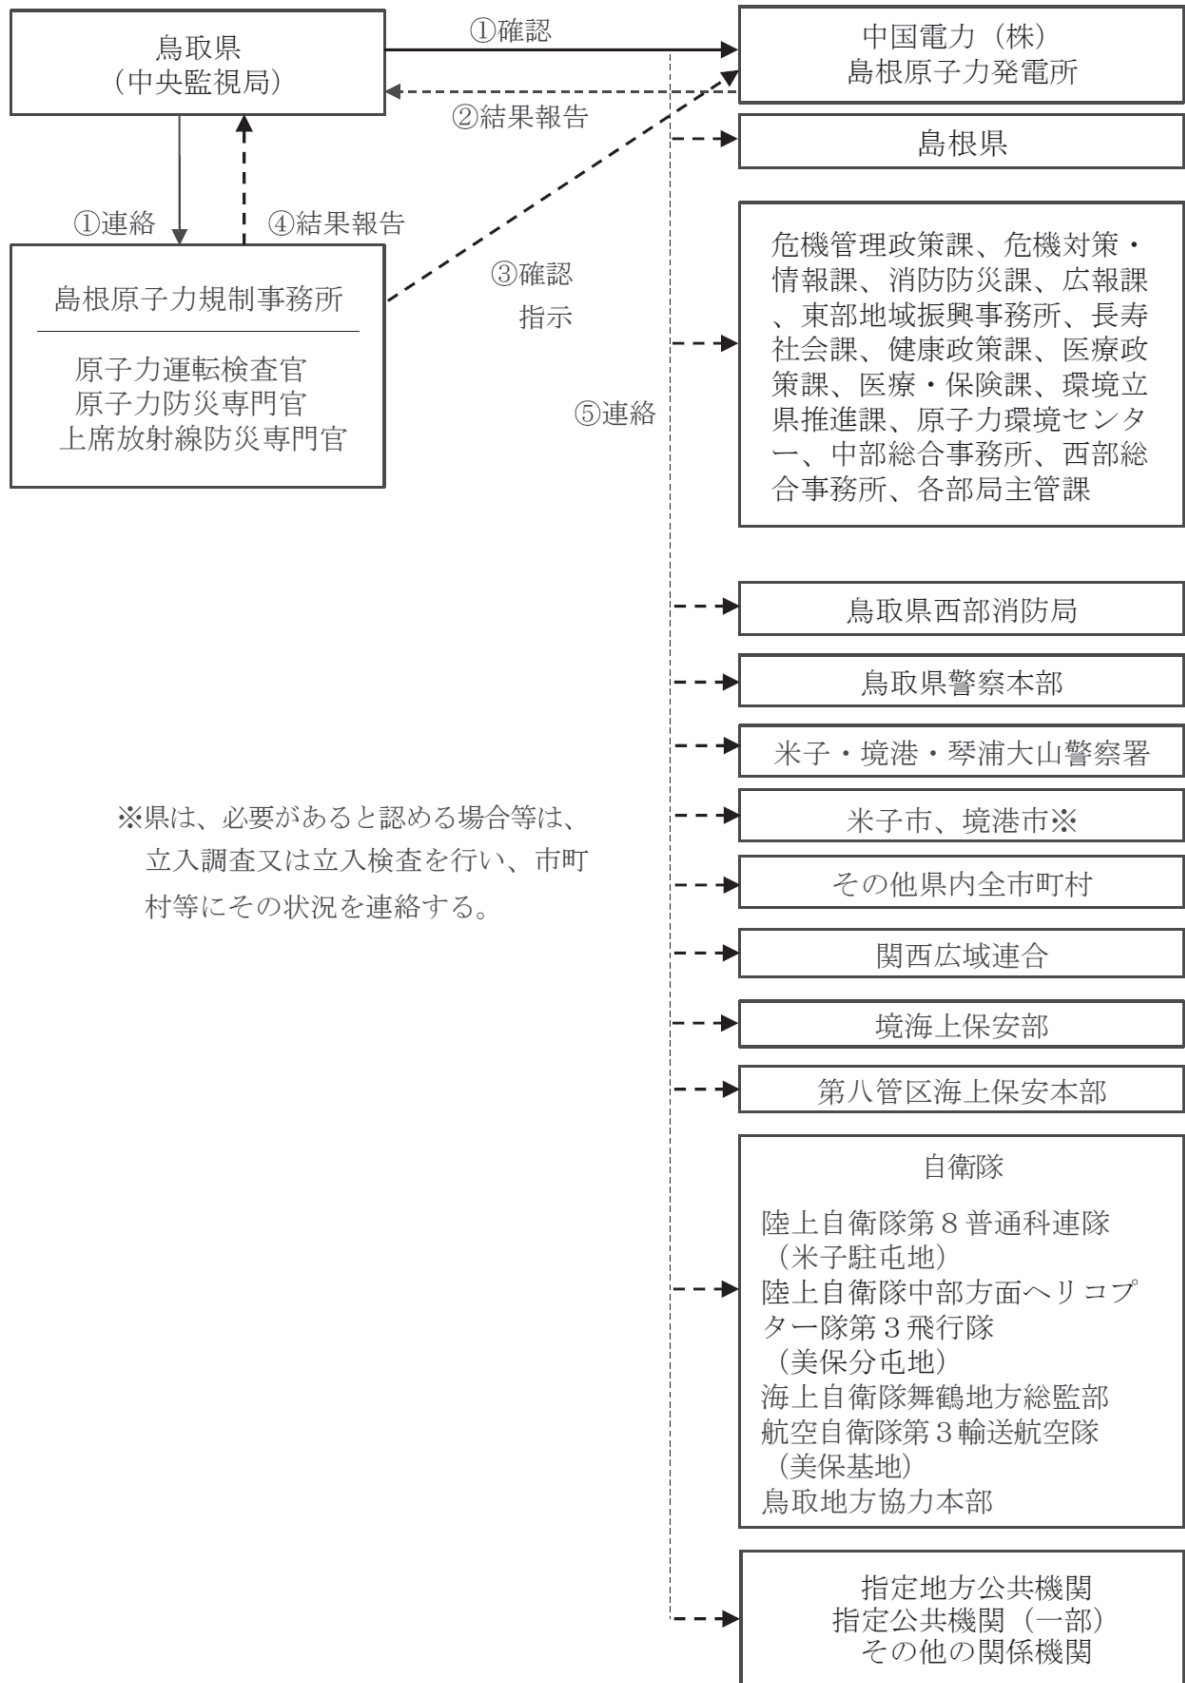 鳥取県
(中央監視局)
①確認
中国電力（株）
島根原子力発電所
②結果報告
島根県
①連絡
④結果報告
島根原子力規制事務所
原子力運転検査官
原子力防災専門官
上席放射線防災専門官
③確認
指示
⑤連絡
危機管理政策課、危機対策・
情報課、消防防災課、広報課
、東部地域振興事務所、長寿
社会課、健康政策課、医療政
策課、医療・保険課、環境立
県推進課、原子力環境センタ
ー、中部総合事務所、西部総
合事務所、各部局主管課
鳥取県西部消防局
鳥取県警察本部
米子・境港・琴浦大山警察署
米子市、境港市※
※県は、必要があると認める場合等は、
立入調査又は立入検査を行い、市町
村等にその状況を連絡する。
その他県内全市町村
関西広域連合
境海上保安部
第八管区海上保安本部
自衛隊
陸上自衛隊第８普通科連隊
（米子駐屯地）
陸上自衛隊中部方面ヘリコプ
ター隊第３飛行隊
（美保分屯地）
海上自衛隊舞鶴地方総監部
航空自衛隊第３輸送航空隊
（美保基地）
鳥取地方協力本部
指定地方公共機関
指定公共機関（一部）
その他の関係機関